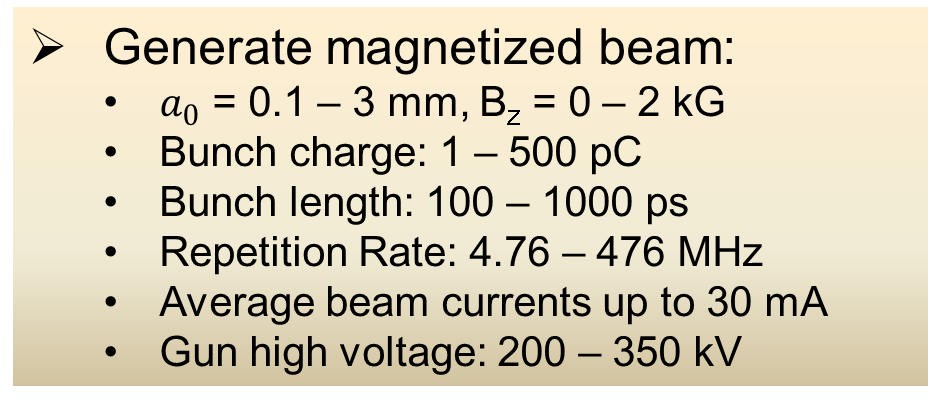 ➢ Generate magnetized beam:
• a₀ = 0.1 – 3 mm, B_z = 0 – 2 kG
• Bunch charge: 1 – 500 pC
• Bunch length: 100 – 1000 ps
• Repetition Rate: 4.76 – 476 MHz
• Average beam currents up to 30 mA
• Gun high voltage: 200 – 350 kV